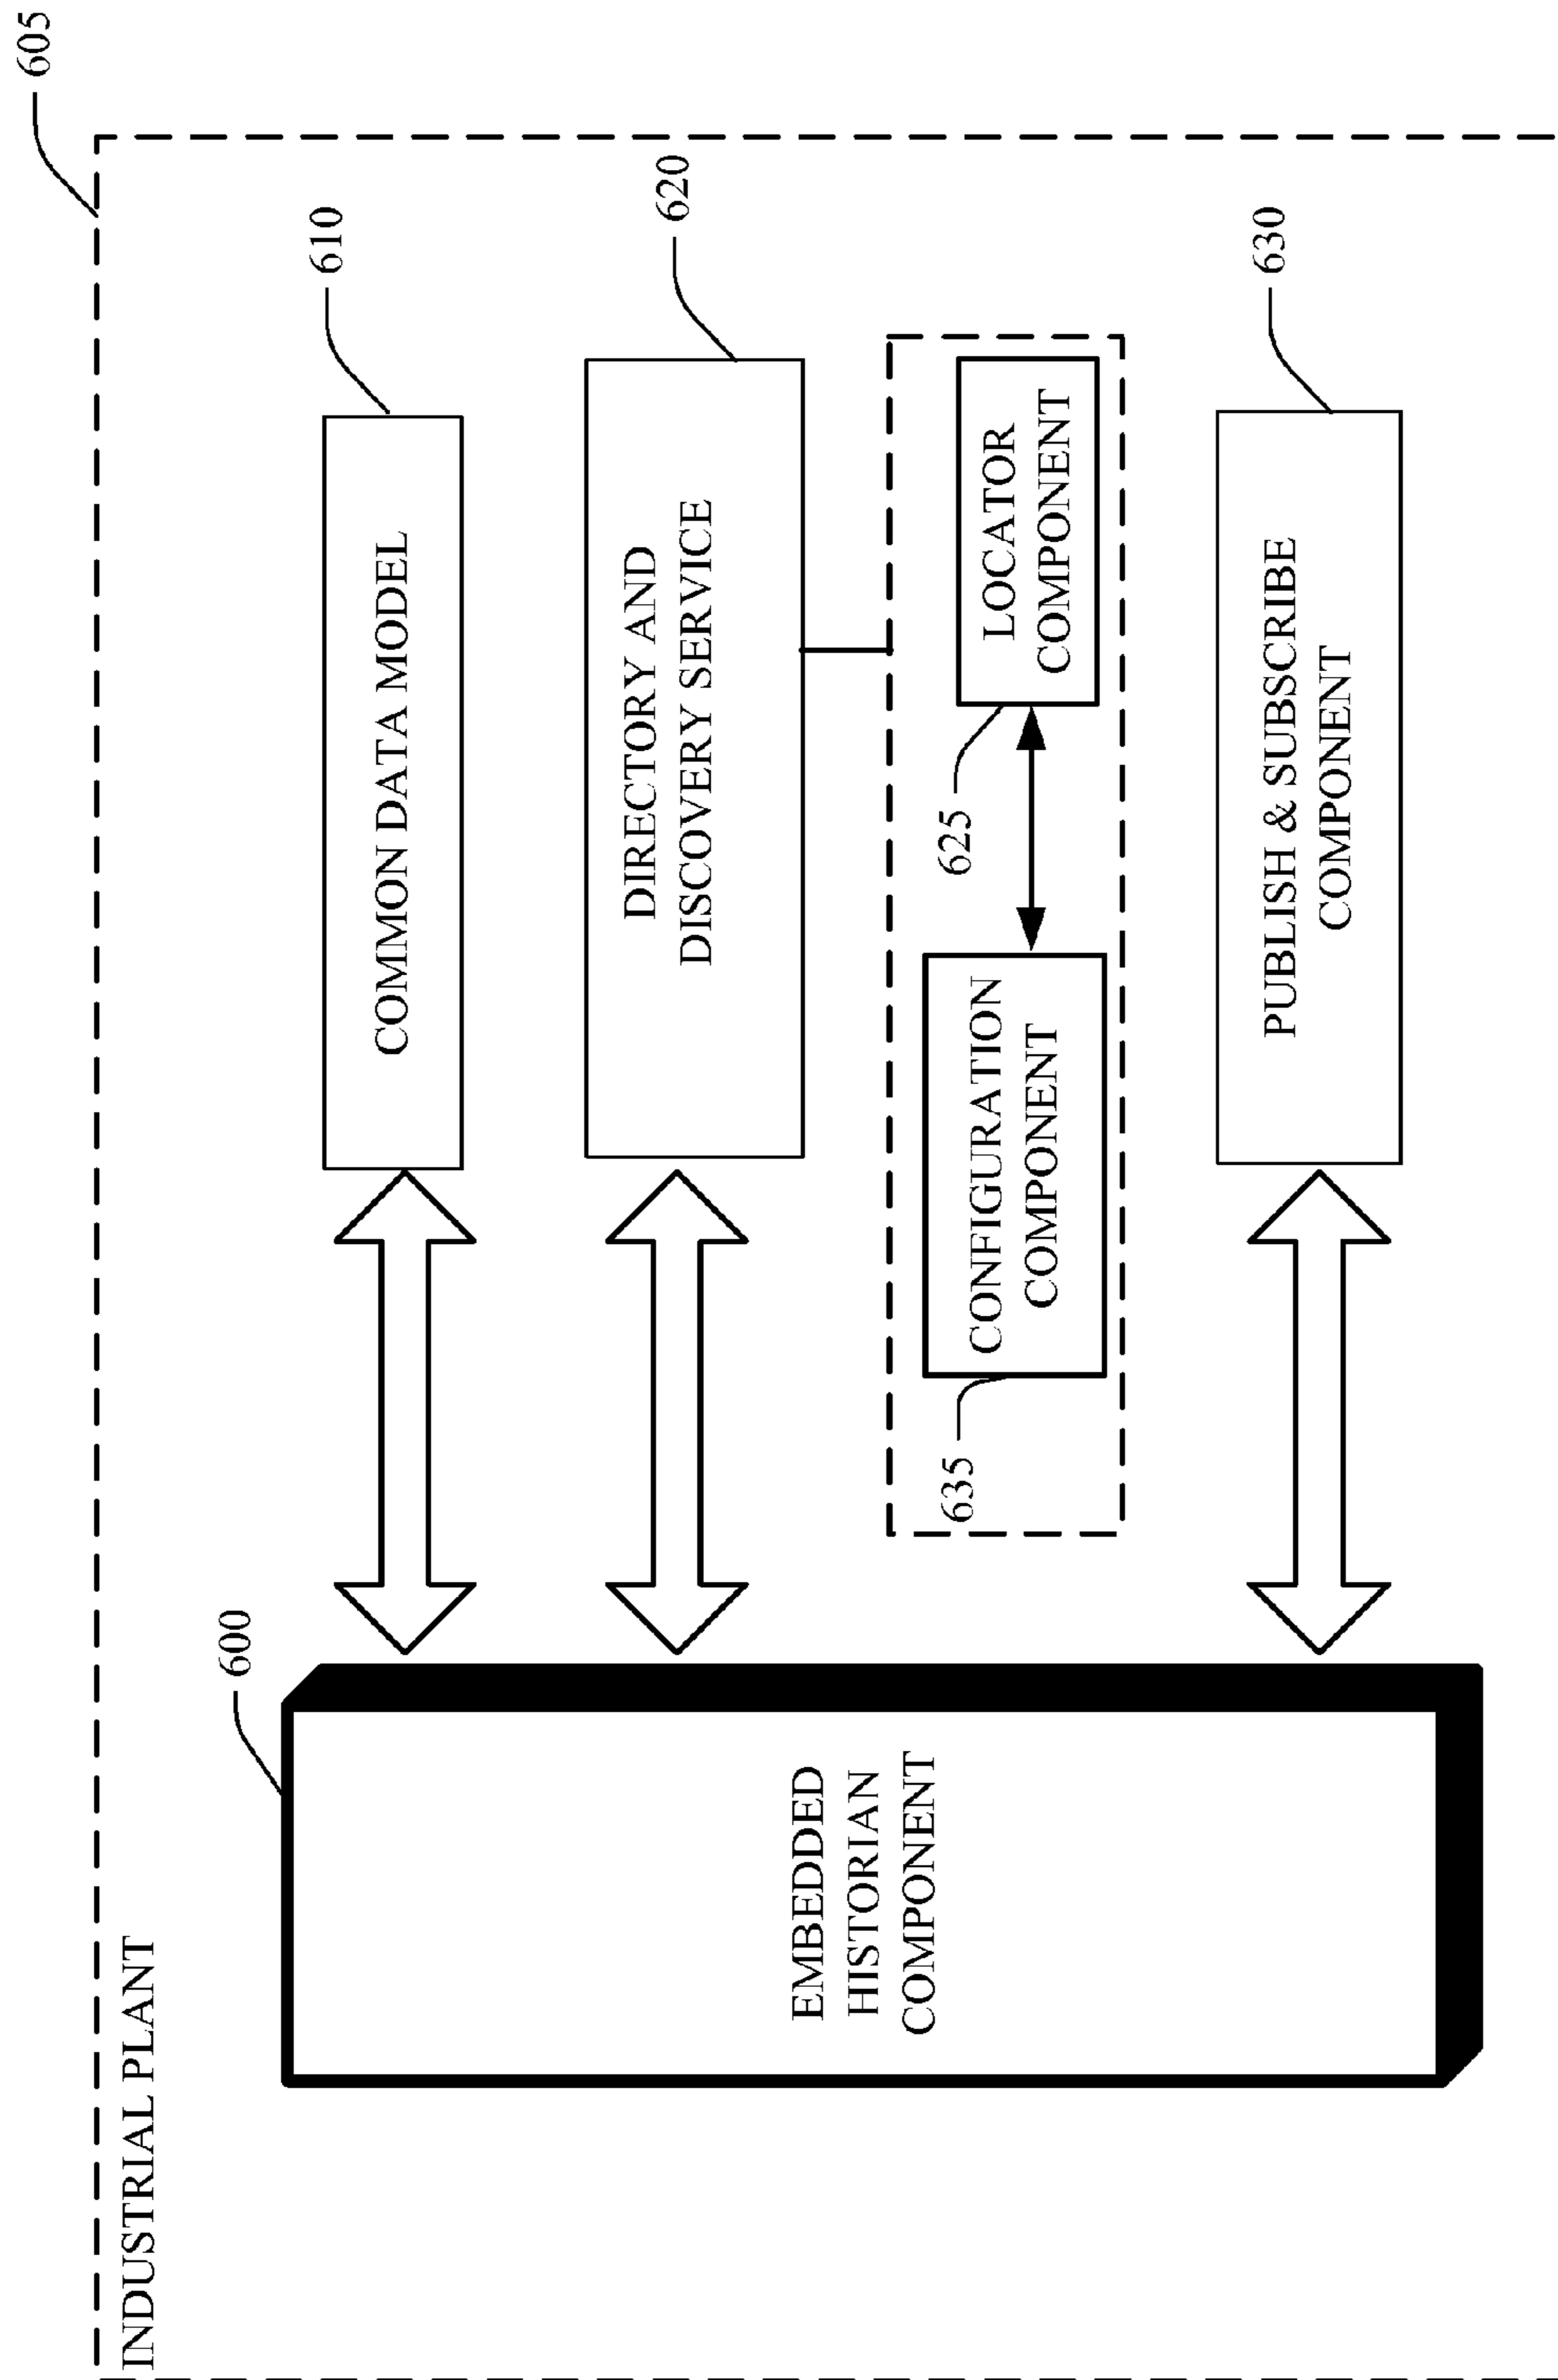 605
INDUSTRIAL PLANT
600
610
COMMON DATA MODEL
620
DIRECTORY AND
DISCOVERY SERVICE
EMBEDDED
HISTORIAN
COMPONENT
635
CONFIGURATION
COMPONENT
625
LOCATOR
COMPONENT
630
PUBLISH & SUBSCRIBE
COMPONENT